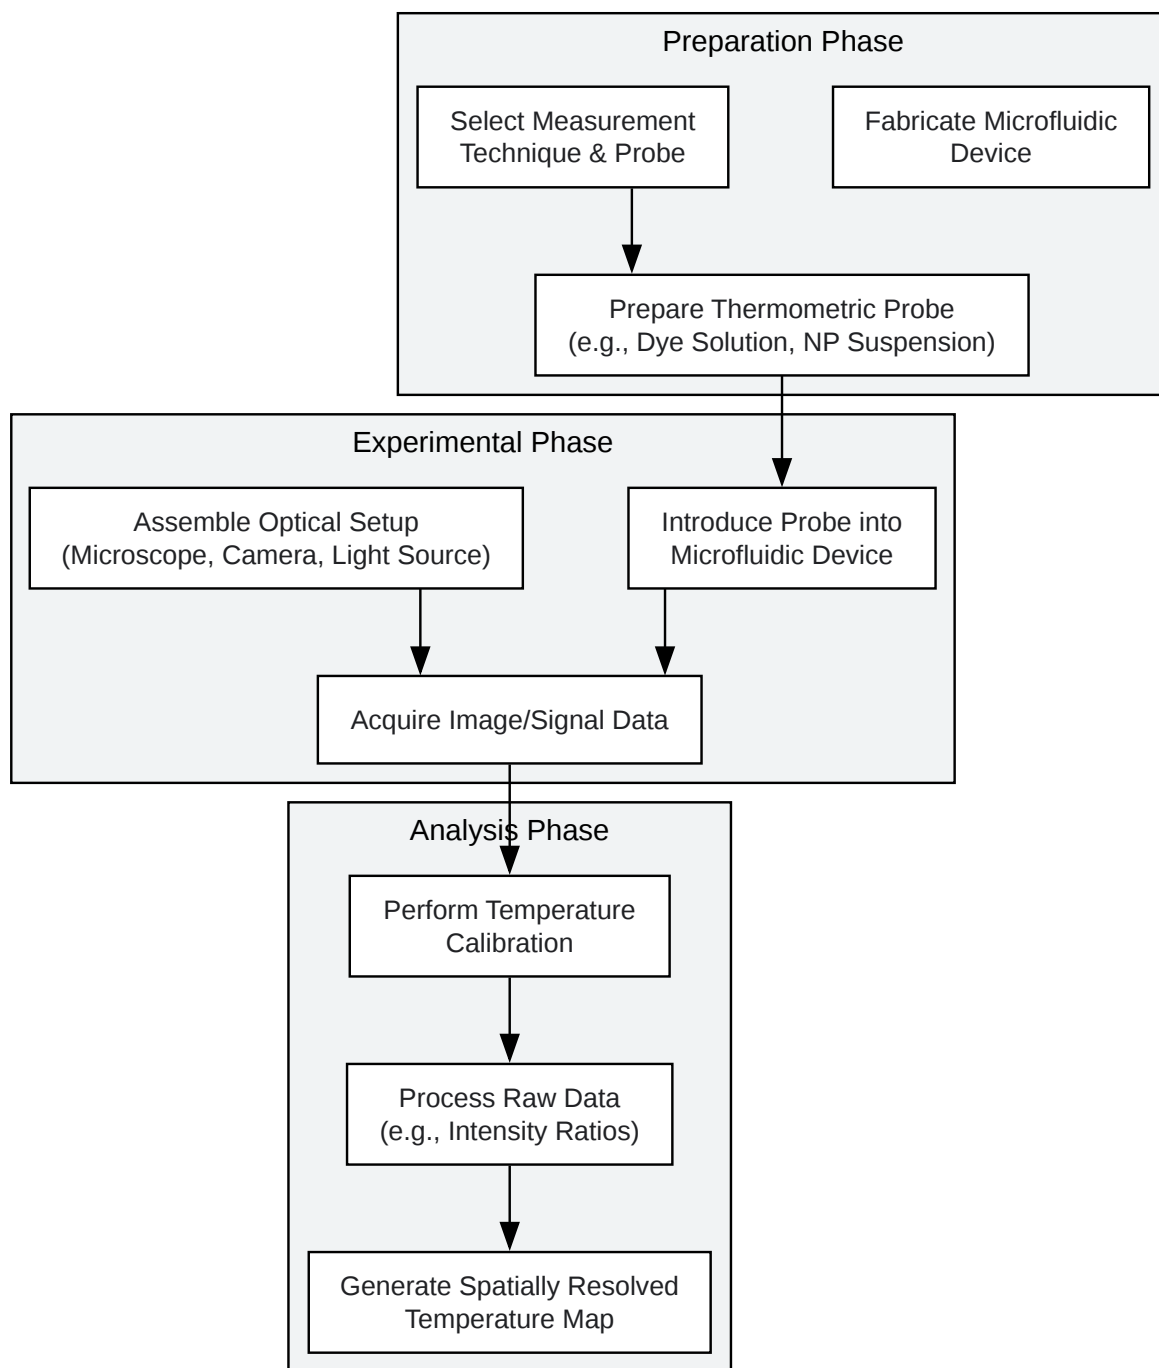 Preparation Phase
Select Measurement
Technique & Probe
Fabricate Microfluidic
Device
Prepare Thermometric Probe
(e.g., Dye Solution, NP Suspension)
Experimental Phase
Assemble Optical Setup
(Microscope, Camera, Light Source)
Introduce Probe into
Microfluidic Device
Acquire Image/Signal Data
Analysis Phase
Perform Temperature
Calibration
Process Raw Data
(e.g., Intensity Ratios)
Generate Spatially Resolved
Temperature Map